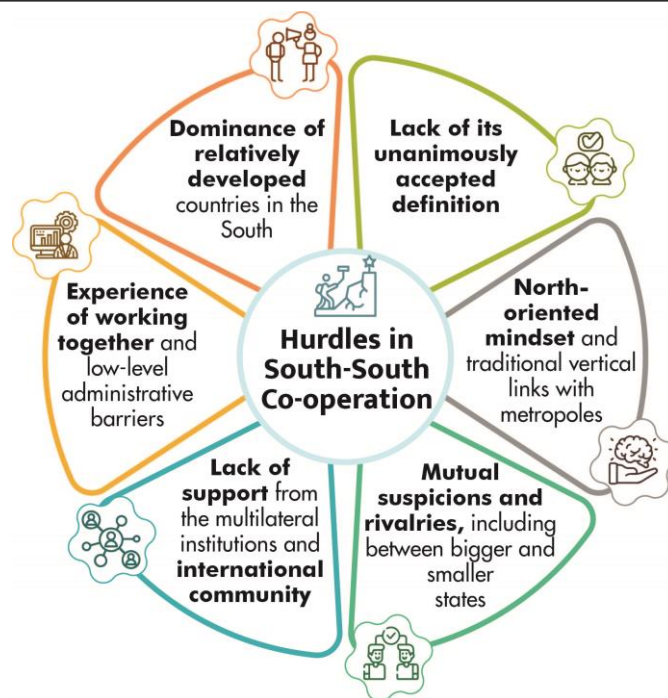 Hurdles in
South-South
Co-operation
Lack of its
unanimously
accepted
definition
North-
oriented
mindset and
traditional vertical
links with
metropoles
Mutual
suspicions and
rivalries, including
between bigger and
smaller
states
Lack of
support from
the multilateral
institutions and
international
community
Experience
of working
together and
low-level
administrative
barriers
Dominance of
relatively
developed
countries in the
South